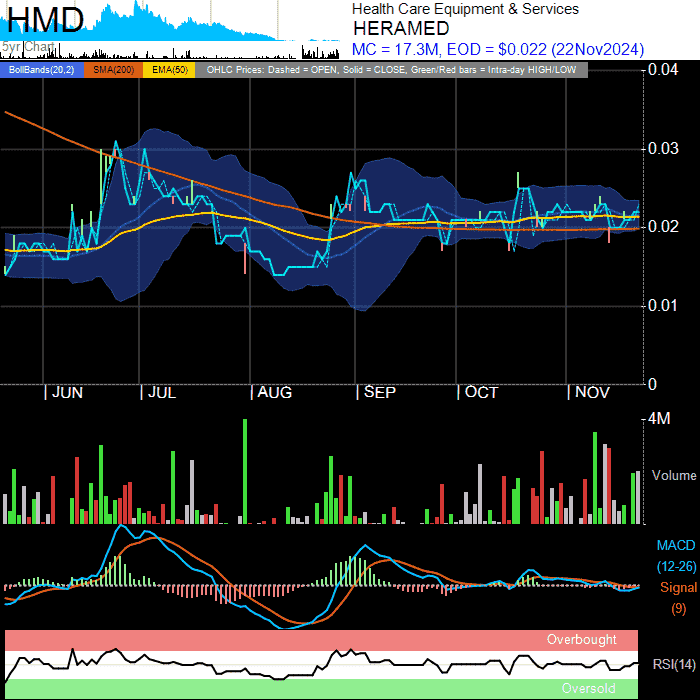 HMD
5yr Chart
Health Care Equipment & Services
HERAMED
MC = 17.3M, EOD = $0.022 (22Nov2024)
BollBands(20,2) SMA(200) EMA(50) OHLC Prices: Dashed = OPEN, Solid = CLOSE, Green/Red bars = Intra-day HIGH/LOW
0.04
0.03
0.02
0.01
0
| JUN | JUL | AUG | SEP | OCT | NOV
4M
Volume
MACD
(12-26)
Signal
(9)
Overbought
RSI(14)
Oversold